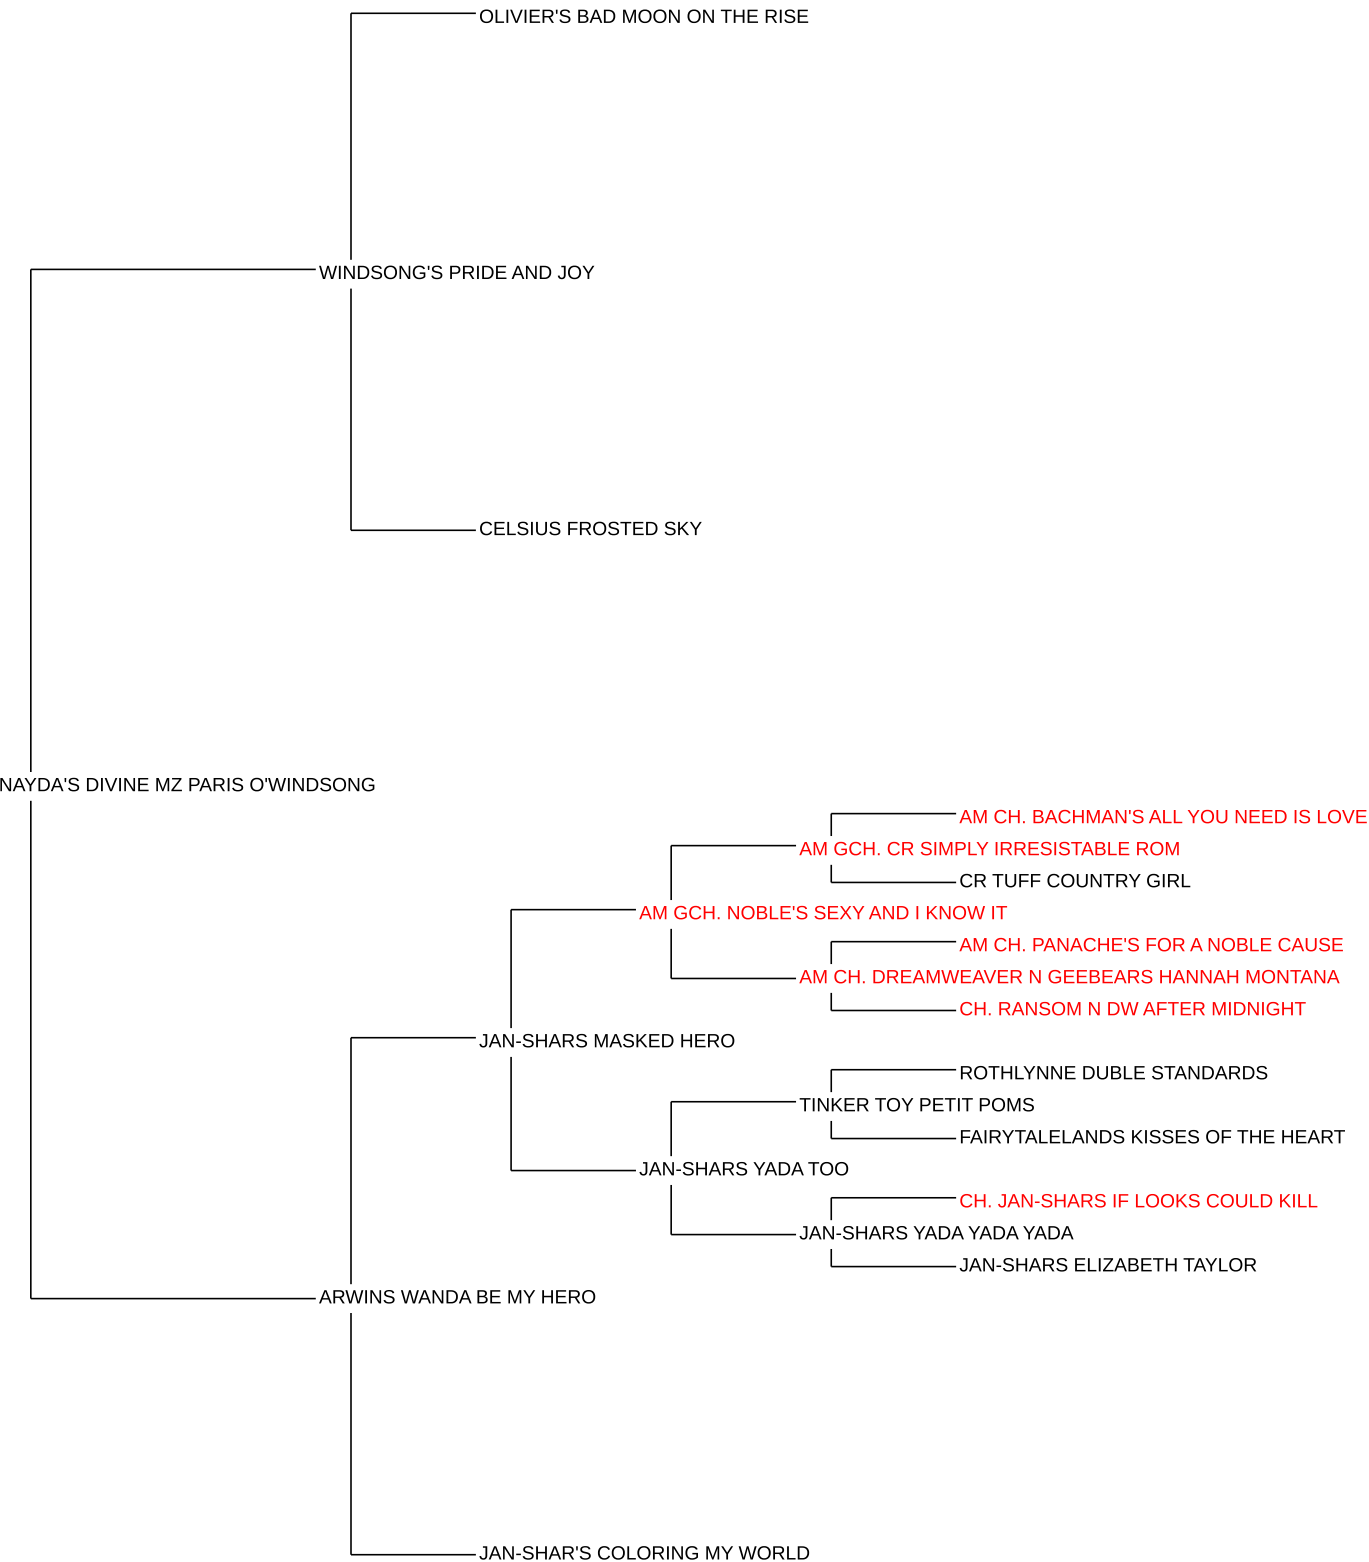 OLIVIER'S BAD MOON ON THE RISE
WINDSONG'S PRIDE AND JOY
CELSIUS FROSTED SKY
NAYDA'S DIVINE MZ PARIS O'WINDSONG
AM CH. BACHMAN'S ALL YOU NEED IS LOVE
AM GCH. CR SIMPLY IRRESISTABLE ROM
CR TUFF COUNTRY GIRL
AM GCH. NOBLE'S SEXY AND I KNOW IT
AM CH. PANACHE'S FOR A NOBLE CAUSE
AM CH. DREAMWEAVER N GEEBEARS HANNAH MONTANA
CH. RANSOM N DW AFTER MIDNIGHT
JAN-SHARS MASKED HERO
ROTHLYNNE DUBLE STANDARDS
TINKER TOY PETIT POMS
FAIRYTALELANDS KISSES OF THE HEART
JAN-SHARS YADA TOO
CH. JAN-SHARS IF LOOKS COULD KILL
JAN-SHARS YADA YADA YADA
JAN-SHARS ELIZABETH TAYLOR
ARWINS WANDA BE MY HERO
JAN-SHAR'S COLORING MY WORLD